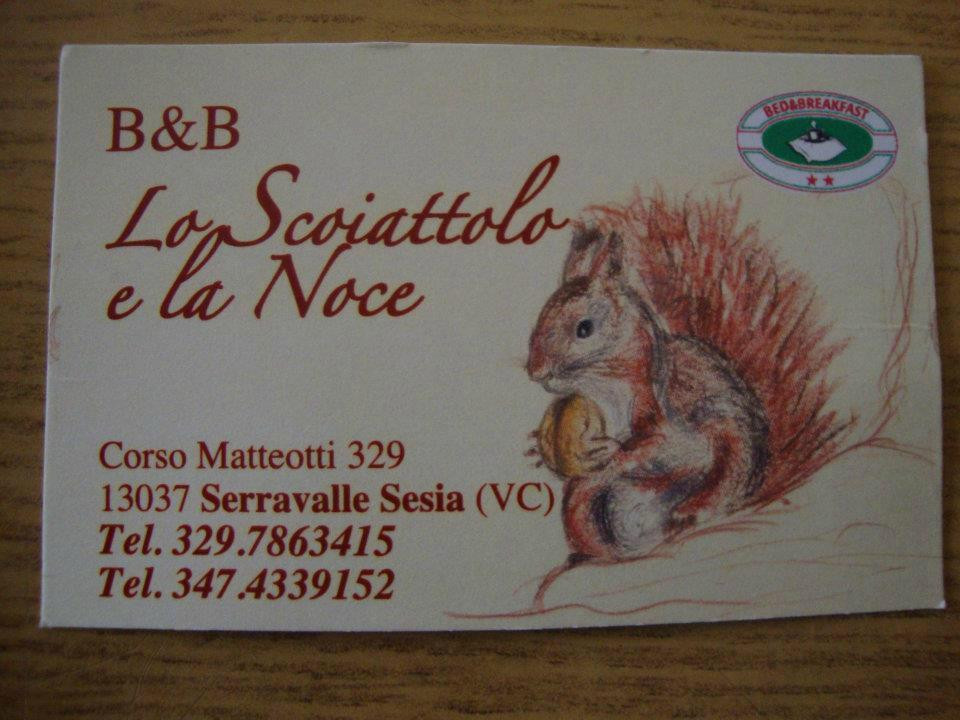 B&B
Lo Scoiattolo
e la Noce
BED&BREAKFAST
Corso Matteotti 329
13037 Serravalle Sesia (VC)
Tel. 329.7863415
Tel. 347.4339152